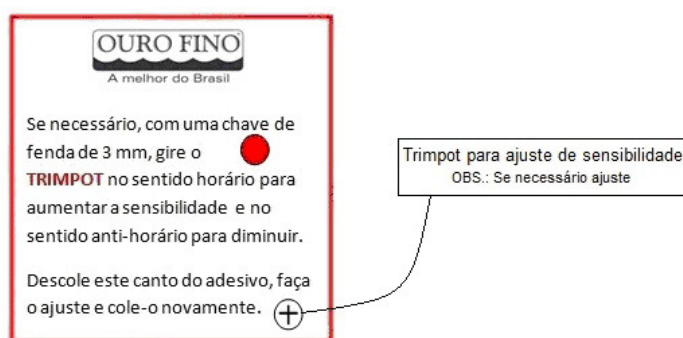 OURO FINO
A melhor do Brasil
Se necessário, com uma chave de
fenda de 3 mm, gire o
TRIMPOT no sentido horário para
aumentar a sensibilidade e no
sentido anti-horário para diminuir.
Descole este canto do adesivo, faça
o ajuste e cole-o novamente.
Trimpot para ajuste de sensibilidade
OBS.: Se necessário ajuste